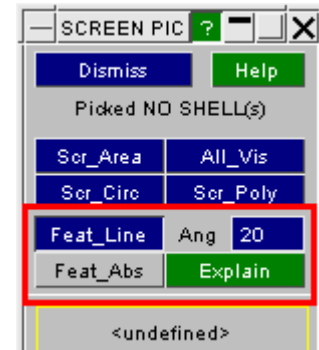 SCREEN PIC ?
Dismiss Help
Picked NO SHELL(s)
Scr_Area All_Vis
Scr_Circ Scr_Poly
Feat_Line Ang 20
Feat_Abs Explain
<undefined>